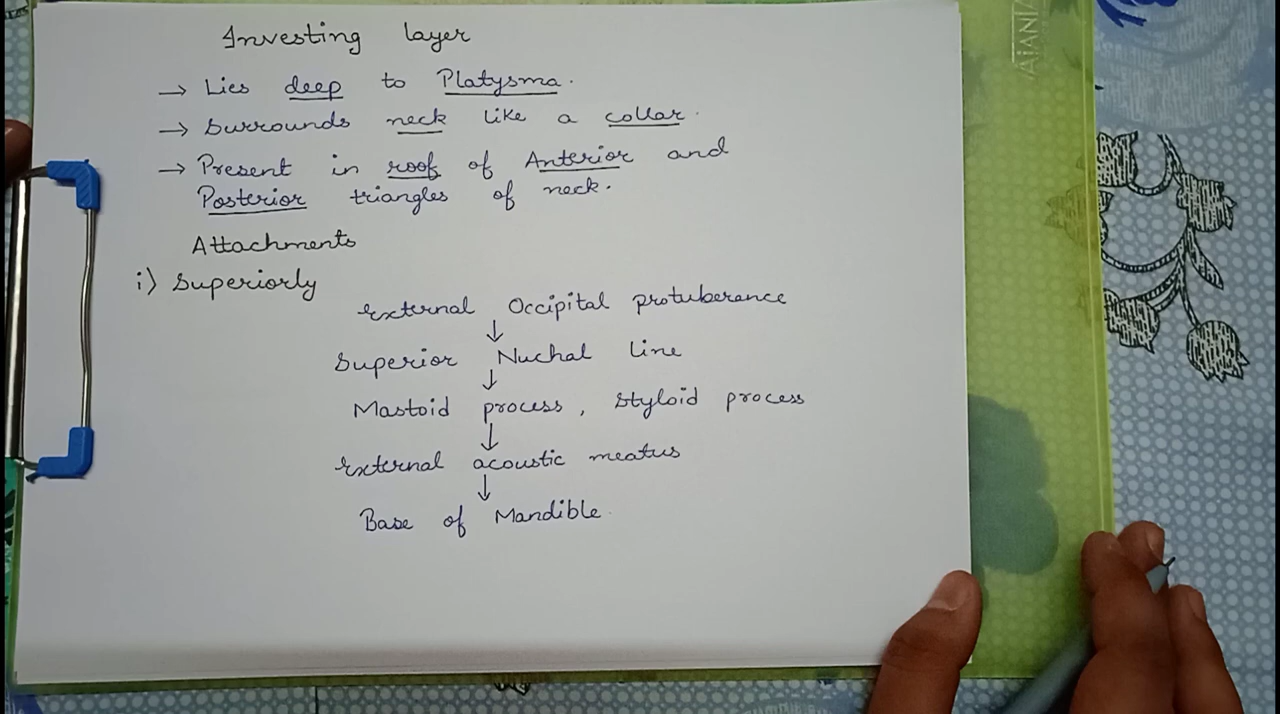 Investing layer
→ Lies deep to Platysma.
→ Surrounds neck like a collar.
→ Present in roof of Anterior and
Posterior triangles of neck.
Attachments
i) Superiorly
External Occipital protuberance
↓
Superior Nuchal line
↓
Mastoid process, Styloid process
↓
External acoustic meatus
↓
Base of Mandible.